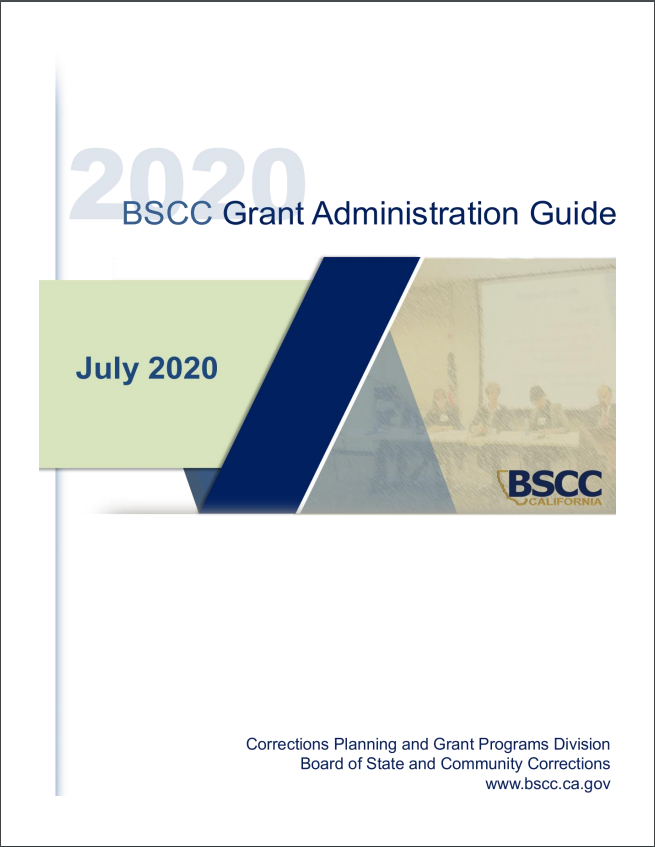 2020
BSCC Grant Administration Guide
July 2020
BSCC
CALIFORNIA
Corrections Planning and Grant Programs Division
Board of State and Community Corrections
www.bscc.ca.gov